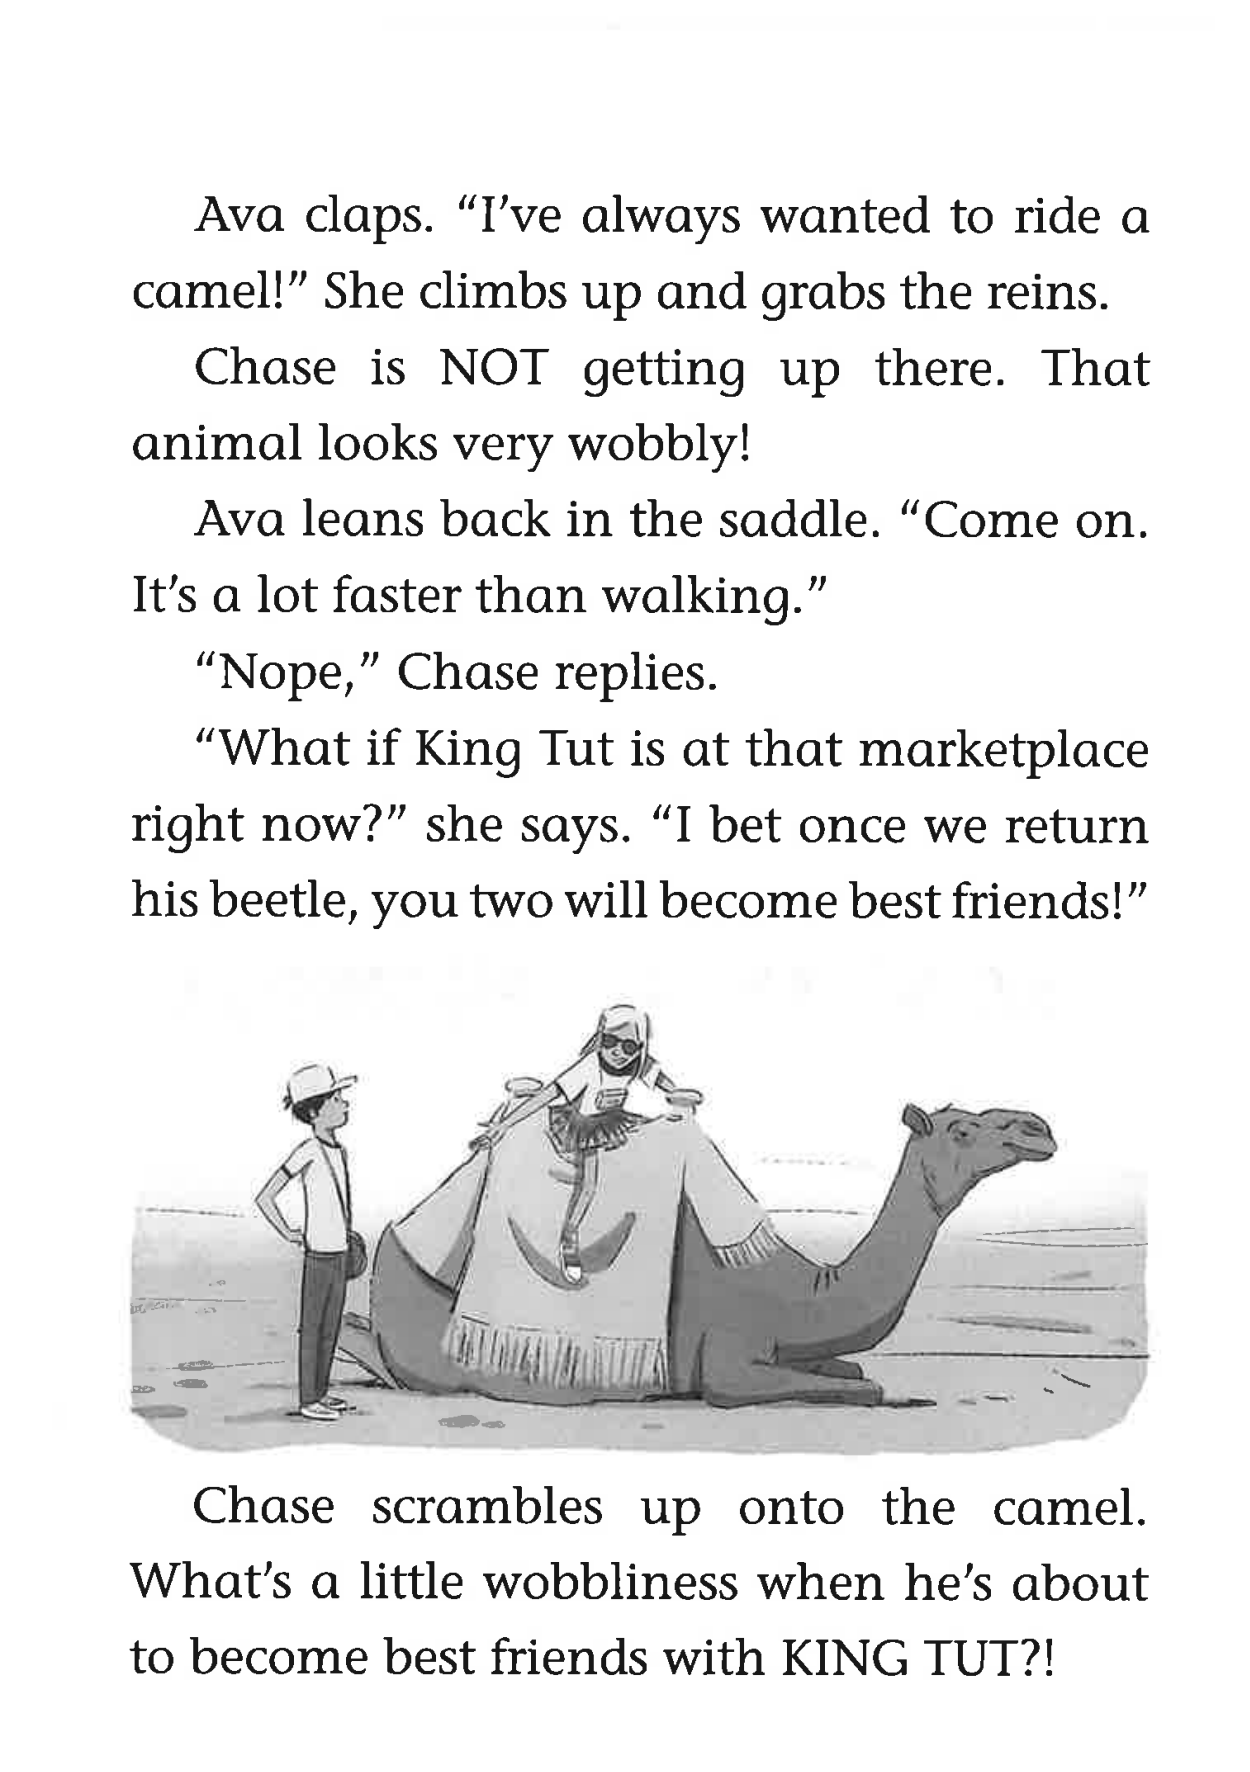 Ava claps. “I’ve always wanted to ride a
camel!” She climbs up and grabs the reins.
Chase is NOT getting up there. That
animal looks very wobbly!
Ava leans back in the saddle. “Come on.
It’s a lot faster than walking.”
“Nope,” Chase replies.
“What if King Tut is at that marketplace
right now?” she says. “I bet once we return
his beetle, you two will become best friends!”
Chase scrambles up onto the camel.
What’s a little wobbliness when he’s about
to become best friends with KING TUT?!